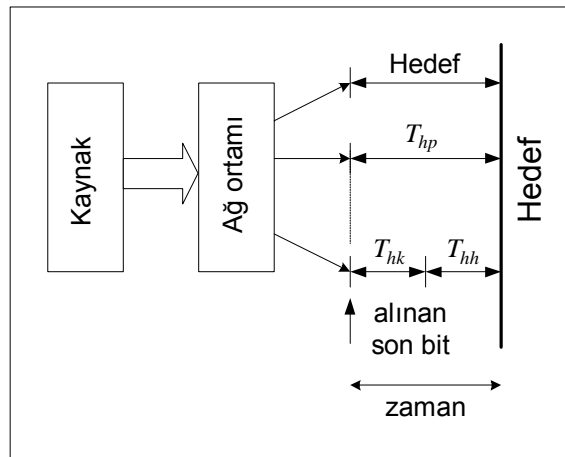 Kaynak
Ağ ortamı
Hedef
T_hp
T_hk
T_hh
alınan
son bit
zaman
Hedef